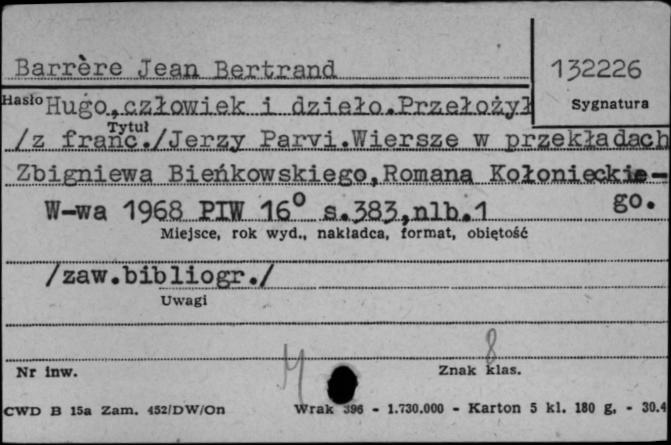 Barrère Jean Bertrand
132226
Hasło
Sygnatura
Hugo, człowiek i dzieło. Przełożył
Tytuł
/z franc./Jerzy Parvi. Wiersze w przekładach
Zbigniewa Bieńkowskiego, Romana Kołonieckie-
go.
W-wa 1968 PIW 16° s.383,nlb.1
Miejsce, rok wyd., nakładca, format, objętość
/zaw.bibliogr./
Uwagi
8
Nr inw.
Znak klas.
CWD B 15a Zam. 452/DW/On
Wrak 396 - 1.730.000 - Karton 5 kl. 180 g, - 30.4